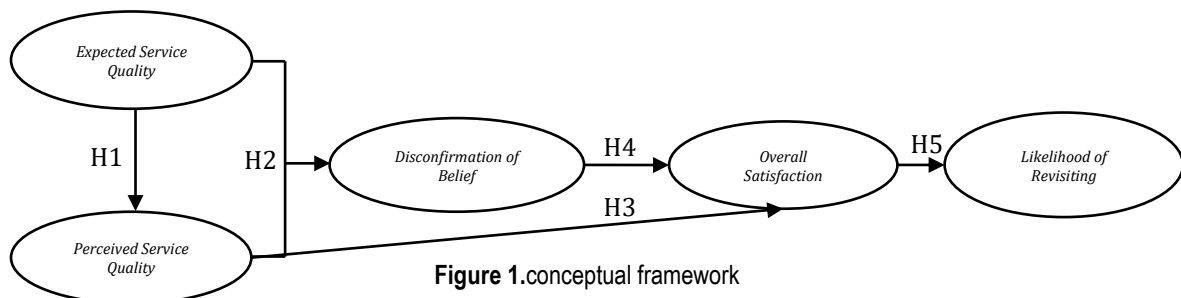 Expected Service
Quality
H1
H2
Perceived Service
Quality
Disconfirmation of
Belief
H4
H3
Overall
Satisfaction
H5
Likelihood of
Revisiting
Figure 1.conceptual framework